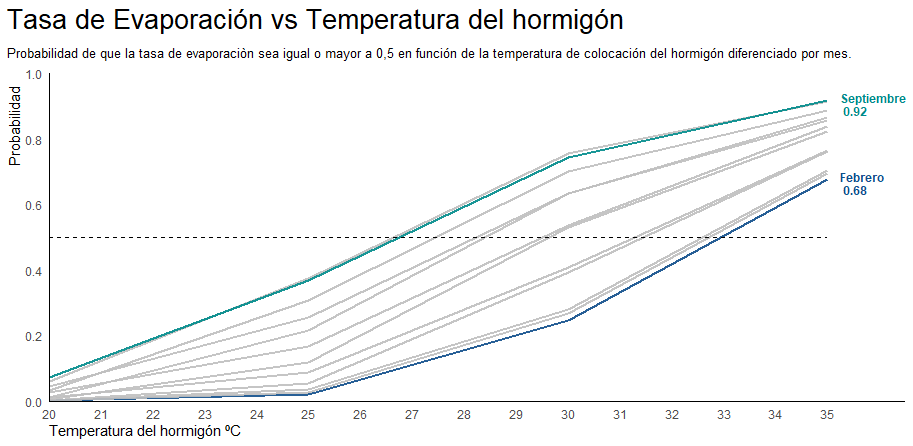 Tasa de Evaporación vs Temperatura del hormigón
Probabilidad de que la tasa de evaporaciòn sea igual o mayor a 0,5 en función de la temperatura de colocación del hormigón diferenciado por mes.
Probabilidad
1.0
0.8
0.6
0.4
0.2
0.0
Septiembre
0.92
Febrero
0.68
20 21 22 23 24 25 26 27 28 29 30 31 32 33 34 35
Temperatura del hormigón ºC